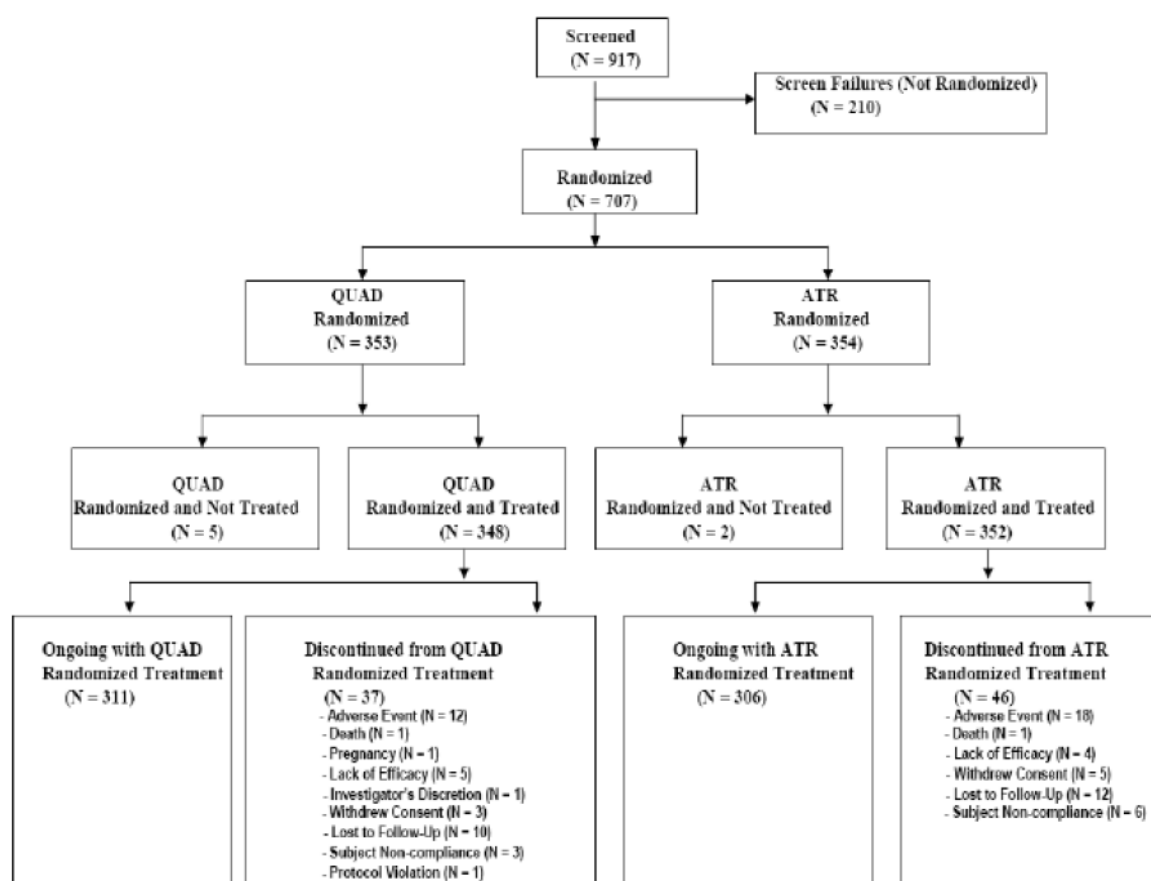 Screened
(N = 917)
Screen Failures (Not Randomized)
(N = 210)
Randomized
(N = 707)
QUAD
Randomized
(N = 353)
ATR
Randomized
(N = 354)
QUAD
Randomized and Not Treated
(N = 5)
QUAD
Randomized and Treated
(N = 348)
ATR
Randomized and Not Treated
(N = 2)
ATR
Randomized and Treated
(N = 352)
Ongoing with QUAD
Randomized Treatment
(N = 311)
Discontinued from QUAD
Randomized Treatment
(N = 37)
- Adverse Event (N = 12)
- Death (N = 1)
- Pregnancy (N = 1)
- Lack of Efficacy (N = 5)
- Investigator's Discretion (N = 1)
- Withdrew Consent (N = 3)
- Lost to Follow-Up (N = 10)
- Subject Non-compliance (N = 3)
- Protocol Violation (N = 1)
Ongoing with ATR
Randomized Treatment
(N = 306)
Discontinued from ATR
Randomized Treatment
(N = 46)
- Adverse Event (N = 18)
- Death (N = 1)
- Lack of Efficacy (N = 4)
- Withdrew Consent (N = 5)
- Lost to Follow-Up (N = 12)
- Subject Non-compliance (N = 6)